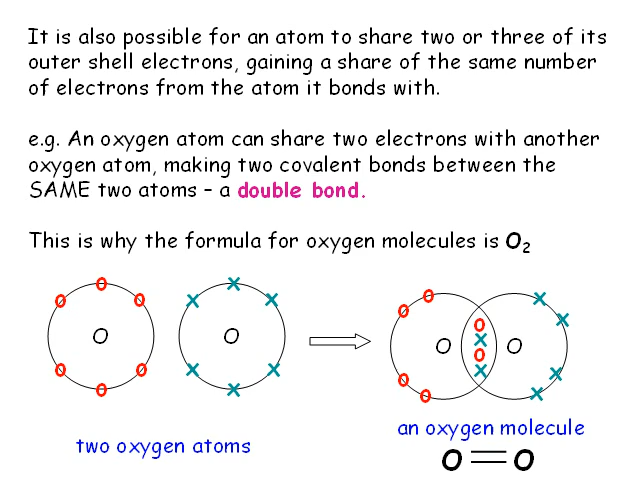 It is also possible for an atom to share two or three of its
outer shell electrons, gaining a share of the same number
of electrons from the atom it bonds with.
e.g. An oxygen atom can share two electrons with another
oxygen atom, making two covalent bonds between the
SAME two atoms – a double bond.
This is why the formula for oxygen molecules is O₂
O O O O
two oxygen atoms
an oxygen molecule
O=O